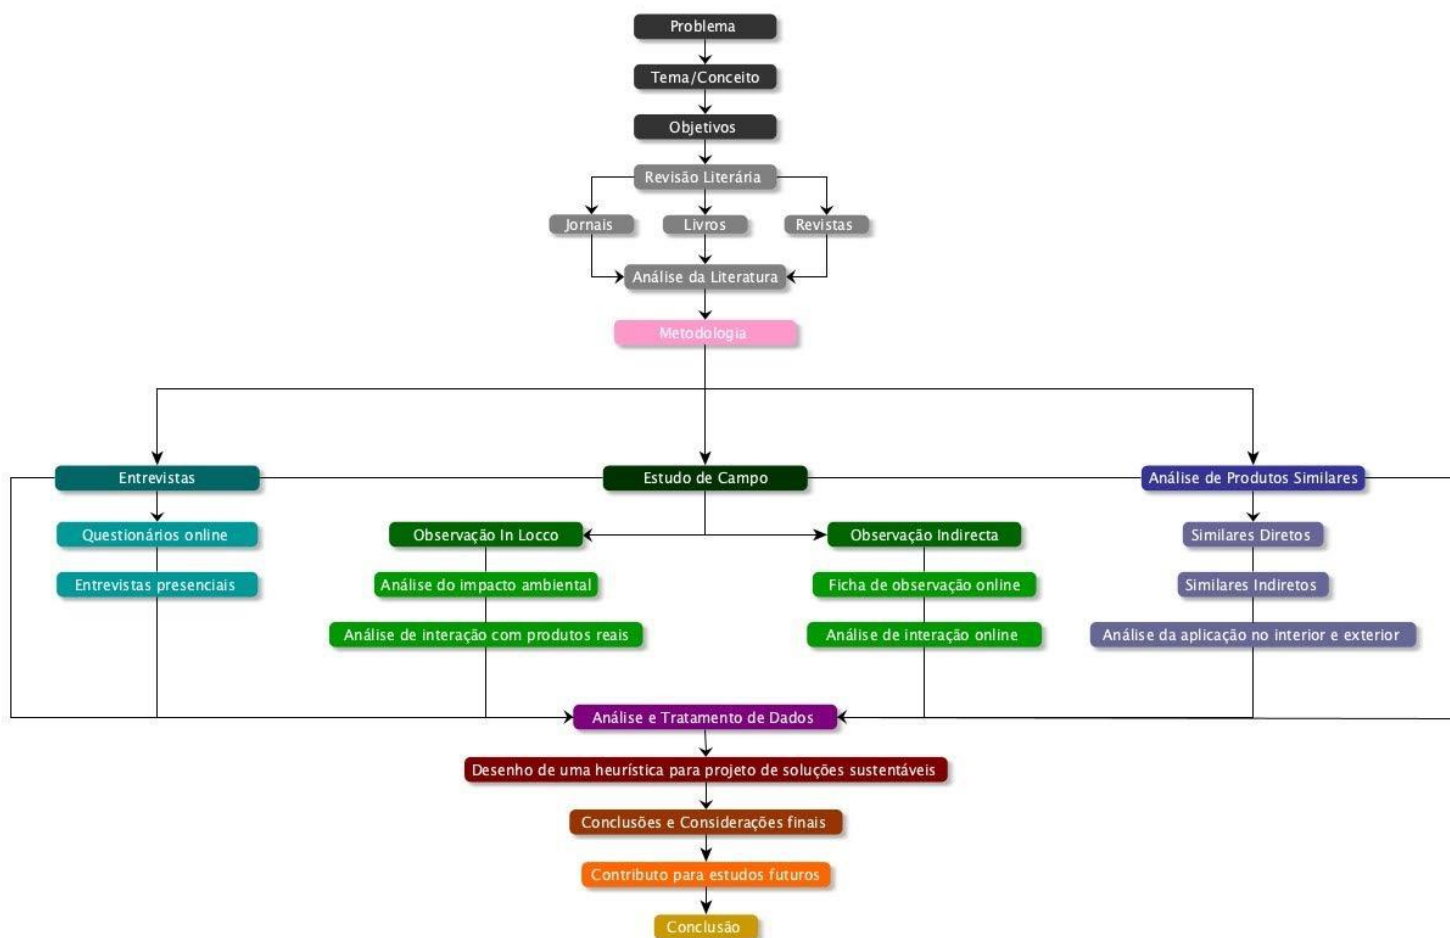 Problema
Tema/Conceito
Objetivos
Revisão Literária
Jornais
Livros
Revistas
Análise da Literatura
Metodologia
Entrevistas
Estudo de Campo
Análise de Produtos Similares
Questionários online
Observação In Locco
Observação Indirecta
Similares Diretos
Entrevistas presenciais
Análise do impacto ambiental
Ficha de observação online
Similares Indiretos
Análise de interação com produtos reais
Análise de interação online
Análise da aplicação no interior e exterior
Análise e Tratamento de Dados
Desenho de uma heurística para projeto de soluções sustentáveis
Conclusões e Considerações finais
Contributo para estudos futuros
Conclusão